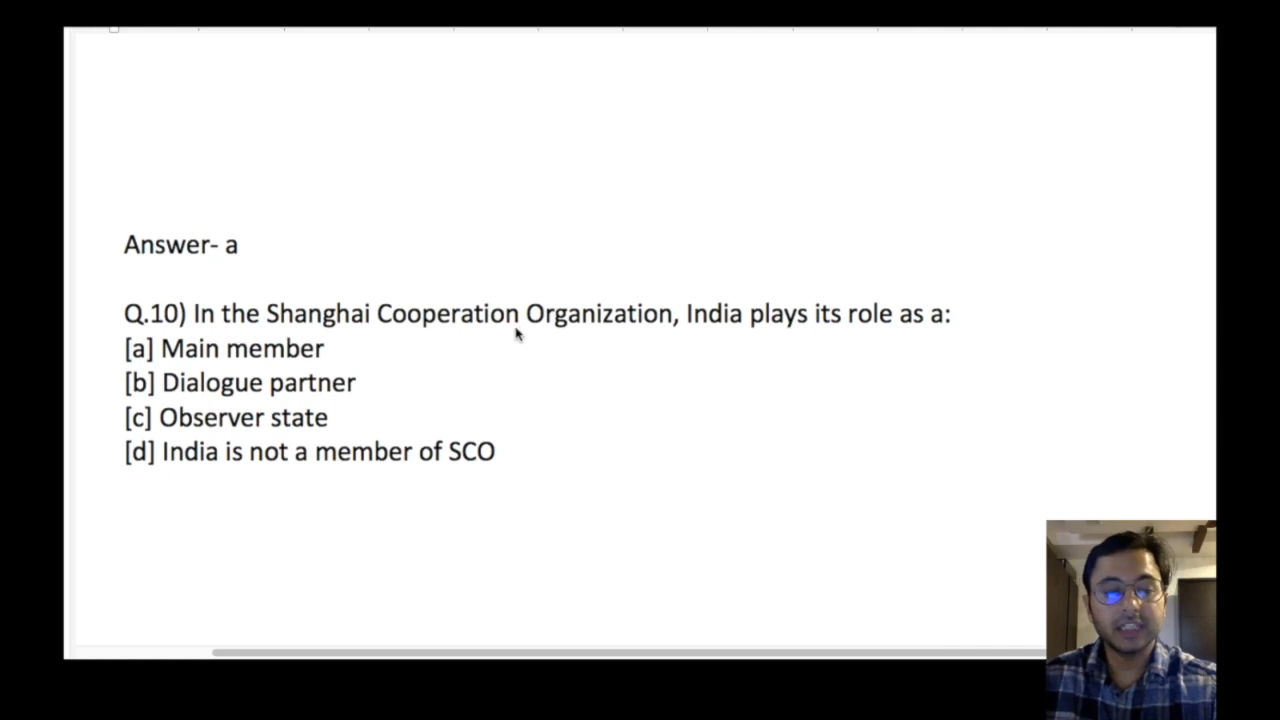 Answer- a
Q.10) In the Shanghai Cooperation Organization, India plays its role as a:
[a] Main member
[b] Dialogue partner
[c] Observer state
[d] India is not a member of SCO